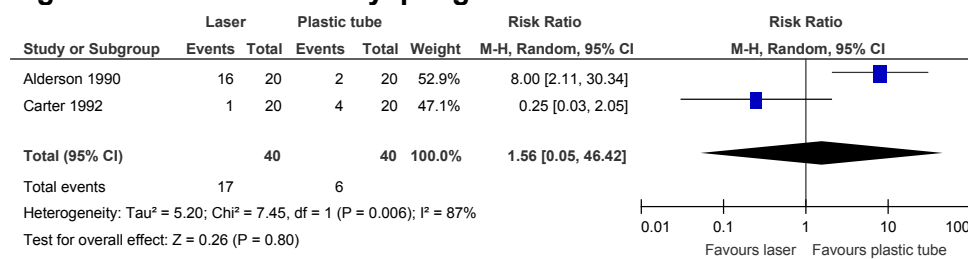 Laser Plastic tube Risk Ratio Risk Ratio
Study or Subgroup Events Total Events Total Weight M-H, Random, 95% CI M-H, Random, 95% CI
Alderson 1990 16 20 2 20 52.9% 8.00 [2.11, 30.34]
Carter 1992 1 20 4 20 47.1% 0.25 [0.03, 2.05]
Total (95% CI) 40 40 100.0% 1.56 [0.05, 46.42]
Total events 17 6
Heterogeneity: Tau² = 5.20; Chi² = 7.45, df = 1 (P = 0.006); I² = 87%
Test for overall effect: Z = 0.26 (P = 0.80)
0.01 0.1 1 10 100
Favours laser Favours plastic tube